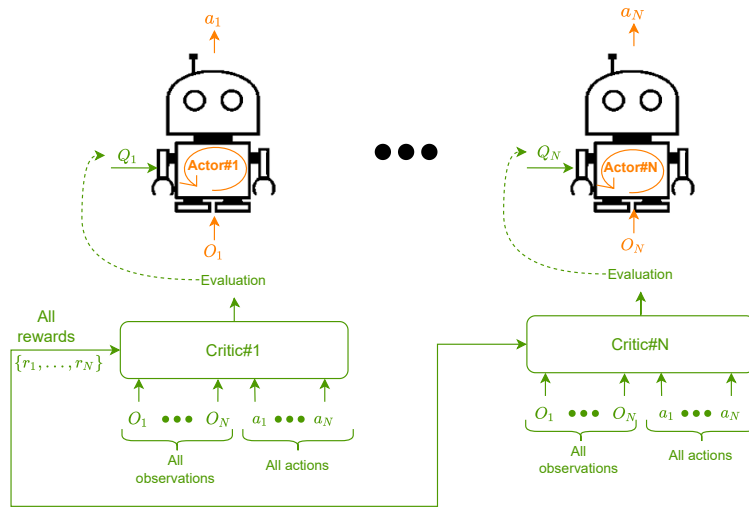 a_1
a_N
Q_1
Actor#1
Q_N
Actor#N
O_1
O_N
Evaluation
Evaluation
All
rewards
{r_1, . . . , r_N}
Critic#1
Critic#N
O_1 ●●● O_N a_1 ●●● a_N
O_1 ●●● O_N a_1 ●●● a_N
All
observations
All actions
All
observations
All actions